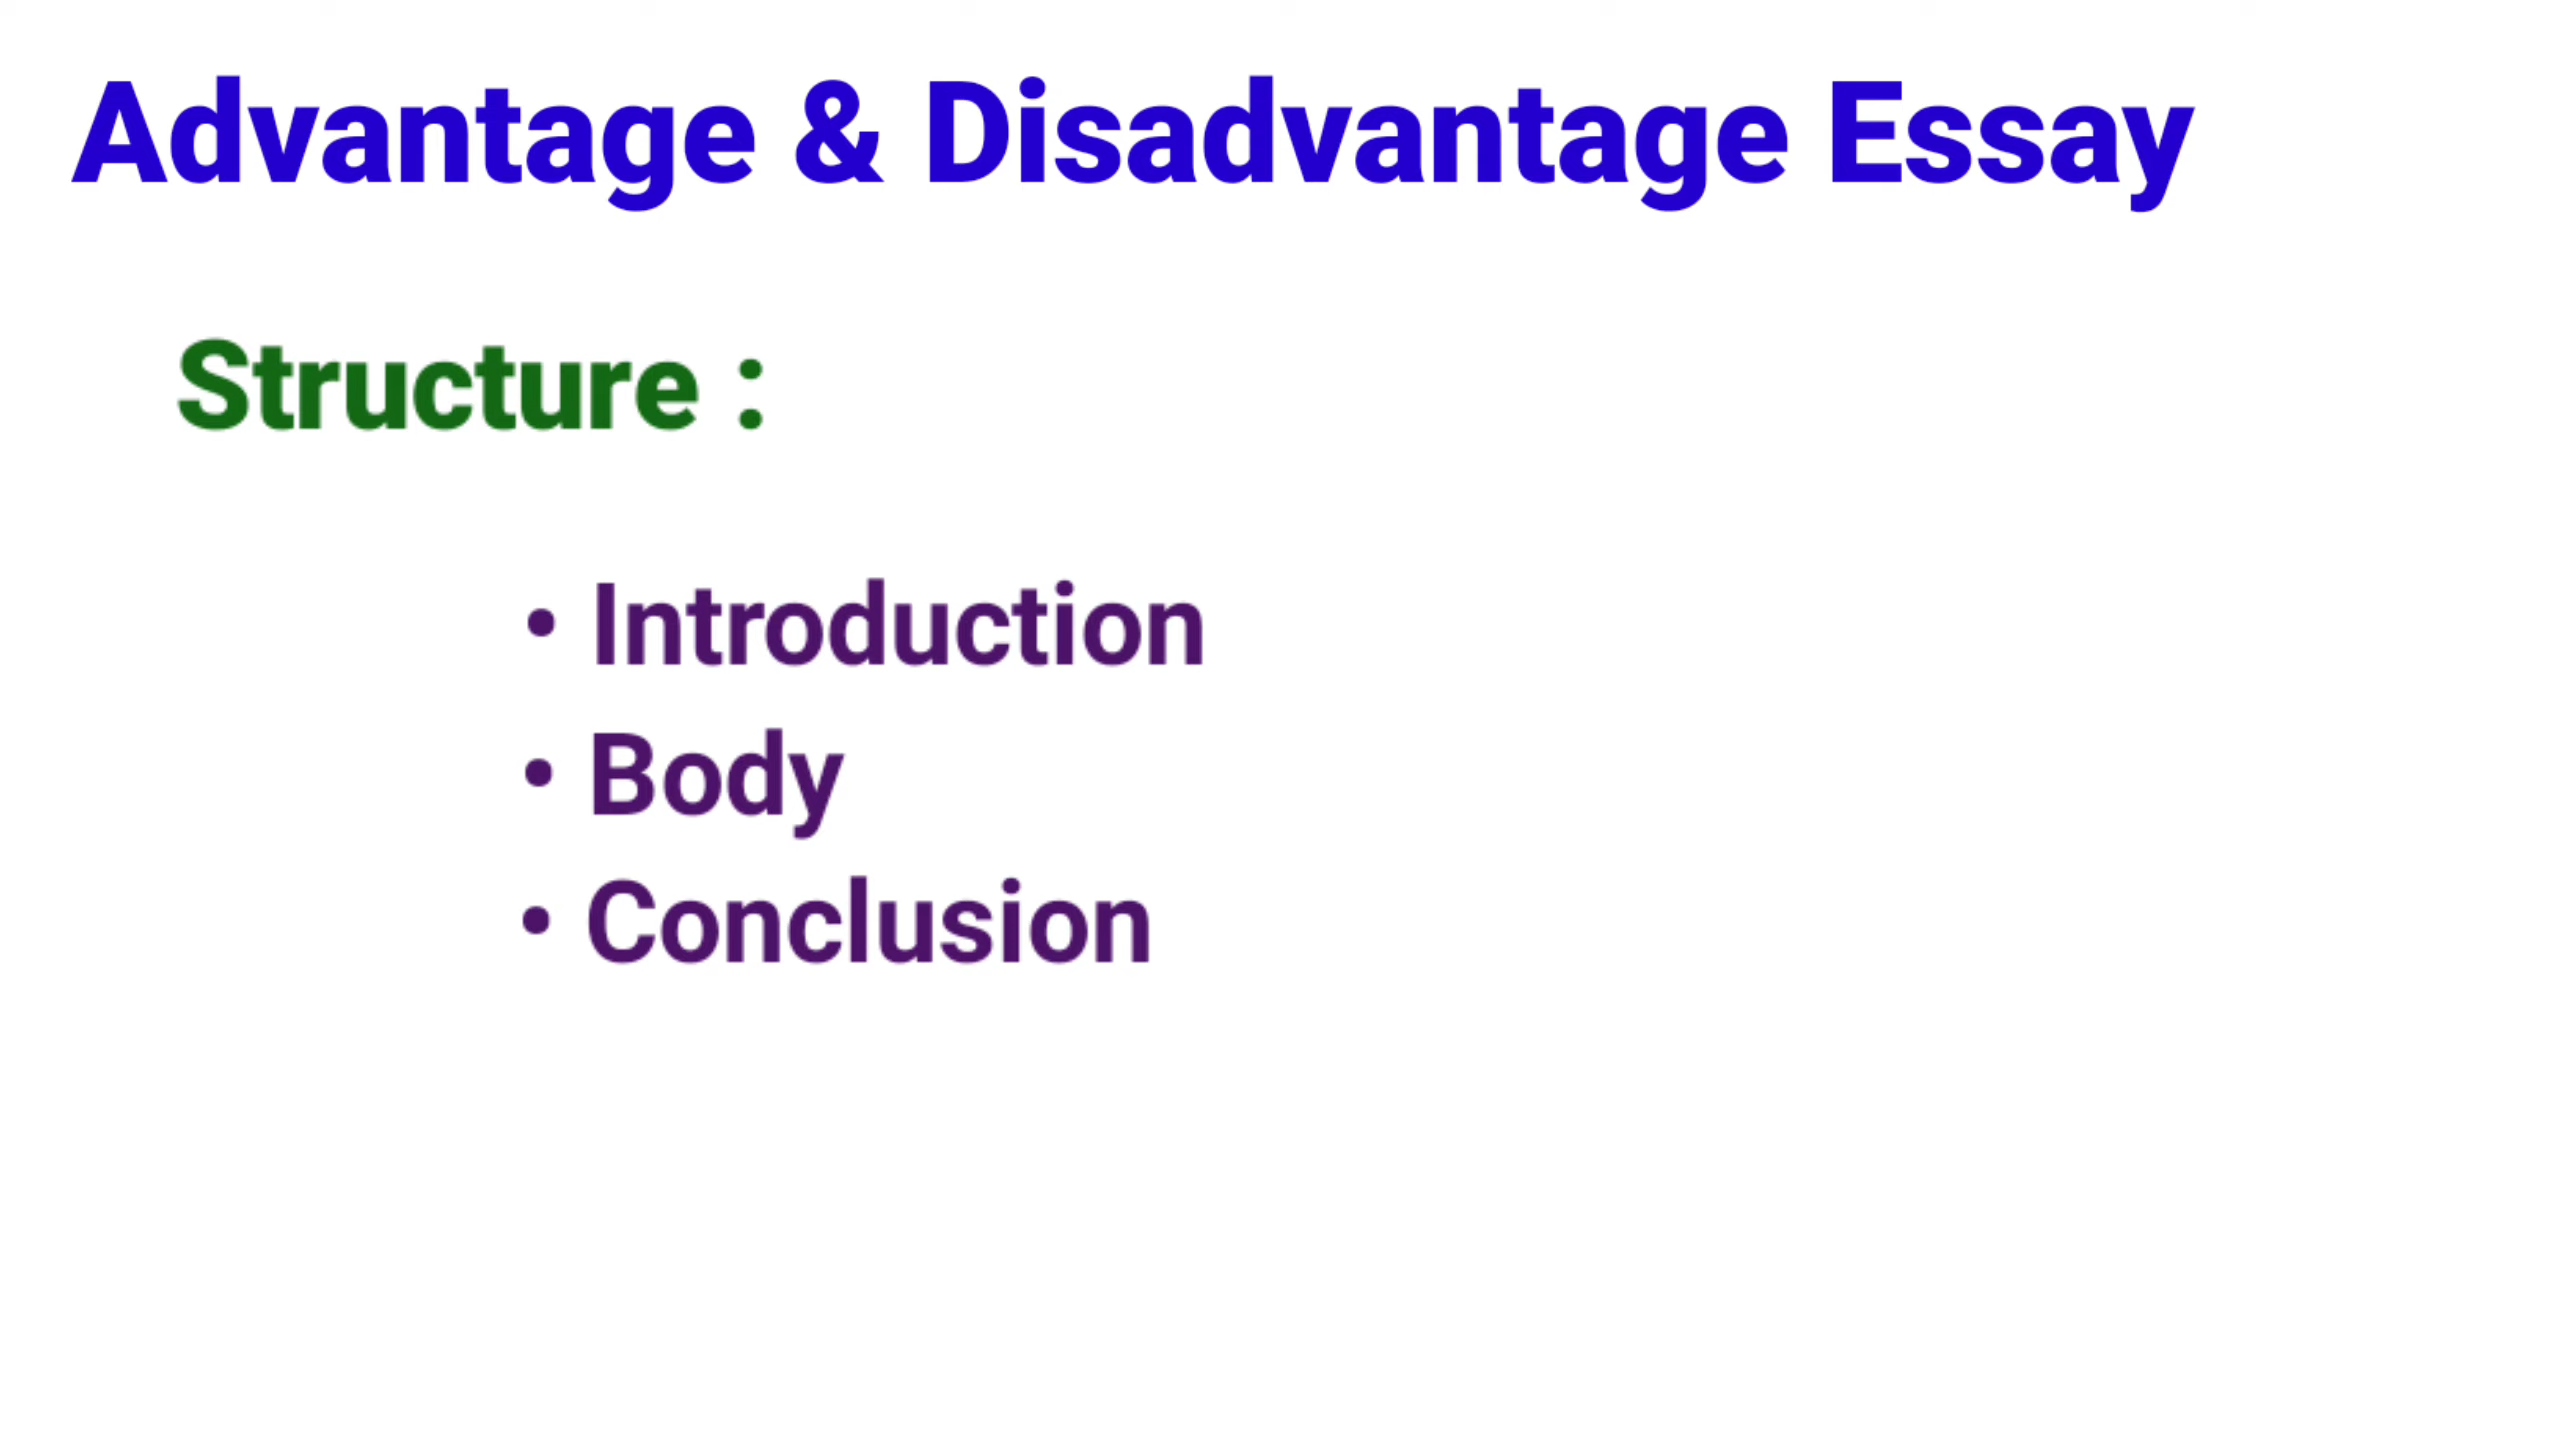 Advantage & Disadvantage Essay
Structure :
• Introduction
• Body
• Conclusion